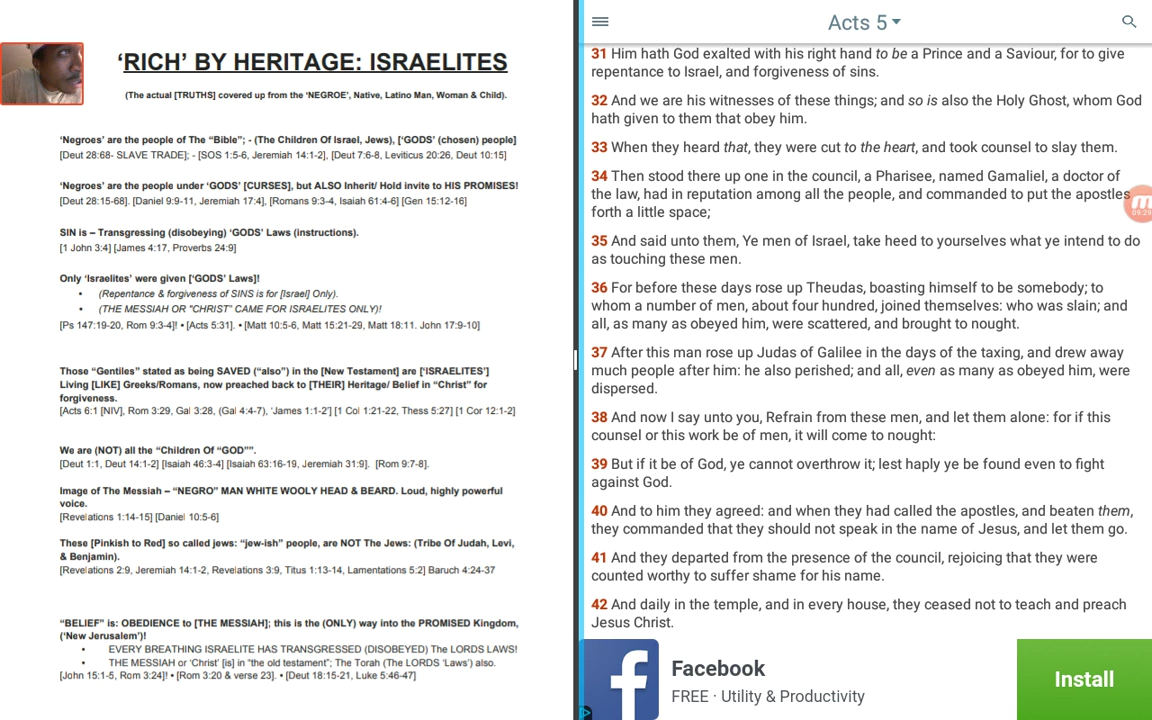 ‘RICH’ BY HERITAGE: ISRAELITES
(The actual [TRUTHS] covered up from the ‘NEGROE’, Native, Latino Man, Woman & Child).
‘Negroes’ are the people of The “Bible”; - (The Children Of Israel, Jews), [‘GODS’ (chosen) people]
[Deut 28:68- SLAVE TRADE]; - [SOS 1:5-6, Jeremiah 14:1-2], [Deut 7:6-8, Leviticus 20:26, Deut 10:15]
‘Negroes’ are the people under ‘GODS’ [CURSES], but ALSO Inherit/ Hold invite to HIS PROMISES!
[Deut 28:15-68]. [Daniel 9:9-11, Jeremiah 17:4], [Romans 9:3-4, Isaiah 61:4-6] [Gen 15:12-16]
SIN is – Transgressing (disobeying) ‘GODS’ Laws (instructions).
[1 John 3:4] [James 4:17, Proverbs 24:9]
Only ‘Israelites’ were given [‘GODS’ Laws]!
• (Repentance & forgiveness of SINS is for [Israel] Only).
• (THE MESSIAH OR “CHRIST” CAME FOR ISRAELITES ONLY)!
[Ps 147:19-20, Rom 9:3-4]! • [Acts 5:31]. • [Matt 10:5-6, Matt 15:21-29, Matt 18:11. John 17:9-10]
Those “Gentiles” stated as being SAVED (“also”) in the [New Testament] are [‘ISRAELITES’]
Living [LIKE] Greeks/Romans, now preached back to [THEIR] Heritage/ Belief in “Christ” for
forgiveness.
[Acts 6:1 [NIV], Rom 3:29, Gal 3:28, (Gal 4:4-7), ‘James 1:1-2’] [1 Col 1:21-22, Thess 5:27] [1 Cor 12:1-2]
We are (NOT) all the “Children Of “GOD””.
[Deut 1:1, Deut 14:1-2] [Isaiah 46:3-4] [Isaiah 63:16-19, Jeremiah 31:9]. [Rom 9:7-8].
Image of The Messiah – “NEGRO” MAN WHITE WOOLY HEAD & BEARD. Loud, highly powerful
voice.
[Revelations 1:14-15] [Daniel 10:5-6]
These [Pinkish to Red] so called jews: “jew-ish” people, are NOT The Jews: (Tribe Of Judah, Levi,
& Benjamin).
[Revelations 2:9, Jeremiah 14:1-2, Revelations 3:9, Titus 1:13-14, Lamentations 5:2] Baruch 4:24-37
“BELIEF” is: OBEDIENCE to [THE MESSIAH]; this is the (ONLY) way into the PROMISED Kingdom,
(‘New Jerusalem’)!
• EVERY BREATHING ISRAELITE HAS TRANSGRESSED (DISOBEYED) The LORDS LAWS!
• THE MESSIAH or ‘Christ’ [is] in “the old testament”; The Torah (The LORDS ‘Laws’) also.
[John 15:1-5, Rom 3:24]! • [Rom 3:20 & verse 23]. • [Deut 18:15-21, Luke 5:46-47]
Acts 5
31 Him hath God exalted with his right hand to be a Prince and a Saviour, for to give
repentance to Israel, and forgiveness of sins.
32 And we are his witnesses of these things; and so is also the Holy Ghost, whom God
hath given to them that obey him.
33 When they heard that, they were cut to the heart, and took counsel to slay them.
34 Then stood there up one in the council, a Pharisee, named Gamaliel, a doctor of
the law, had in reputation among all the people, and commanded to put the apostles
forth a little space;
35 And said unto them, Ye men of Israel, take heed to yourselves what ye intend to do
as touching these men.
36 For before these days rose up Theudas, boasting himself to be somebody; to
whom a number of men, about four hundred, joined themselves: who was slain; and
all, as many as obeyed him, were scattered, and brought to nought.
37 After this man rose up Judas of Galilee in the days of the taxing, and drew away
much people after him: he also perished; and all, even as many as obeyed him, were
dispersed.
38 And now I say unto you, Refrain from these men, and let them alone: for if this
counsel or this work be of men, it will come to nought:
39 But if it be of God, ye cannot overthrow it; lest haply ye be found even to fight
against God.
40 And to him they agreed: and when they had called the apostles, and beaten them,
they commanded that they should not speak in the name of Jesus, and let them go.
41 And they departed from the presence of the council, rejoicing that they were
counted worthy to suffer shame for his name.
42 And daily in the temple, and in every house, they ceased not to teach and preach
Jesus Christ.
09:29
Facebook
FREE · Utility & Productivity
Install